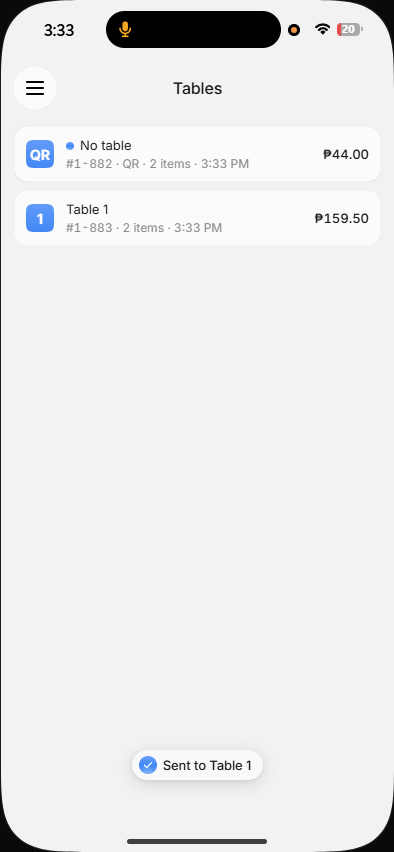 3:33
20
Tables
QR
No table
#1-882 · QR · 2 items · 3:33 PM
₱44.00
1
Table 1
#1-883 · 2 items · 3:33 PM
₱159.50
Sent to Table 1